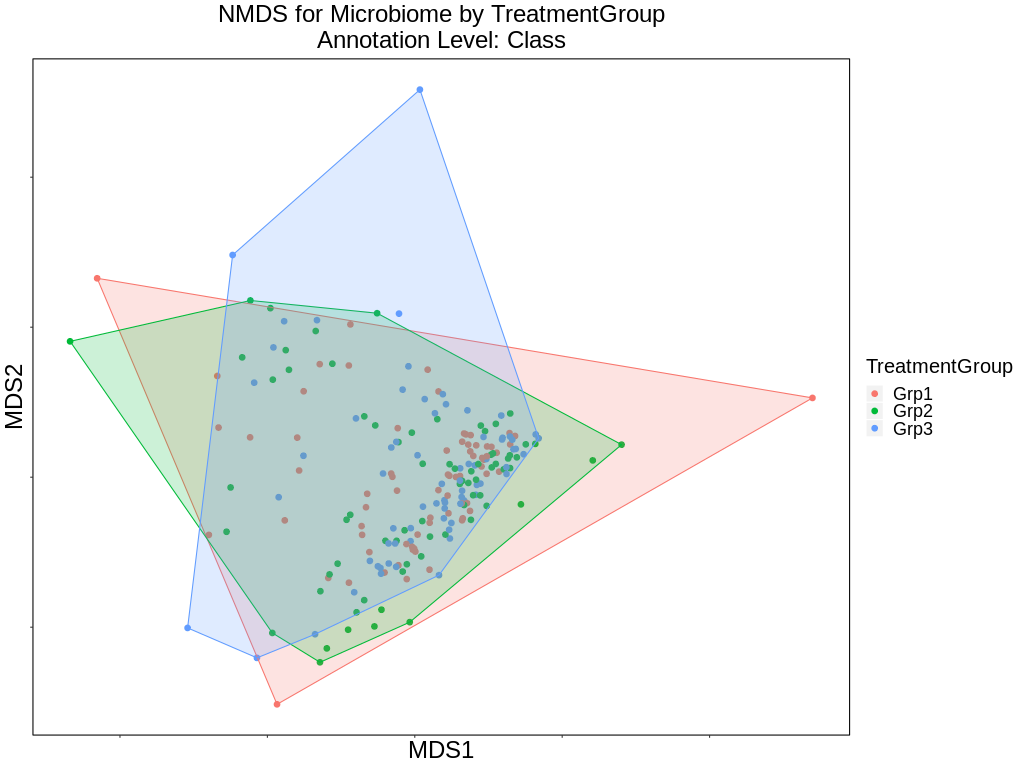 NMDS for Microbiome by TreatmentGroup
Annotation Level: Class
MDS2
MDS1
TreatmentGroup
Grp1
Grp2
Grp3